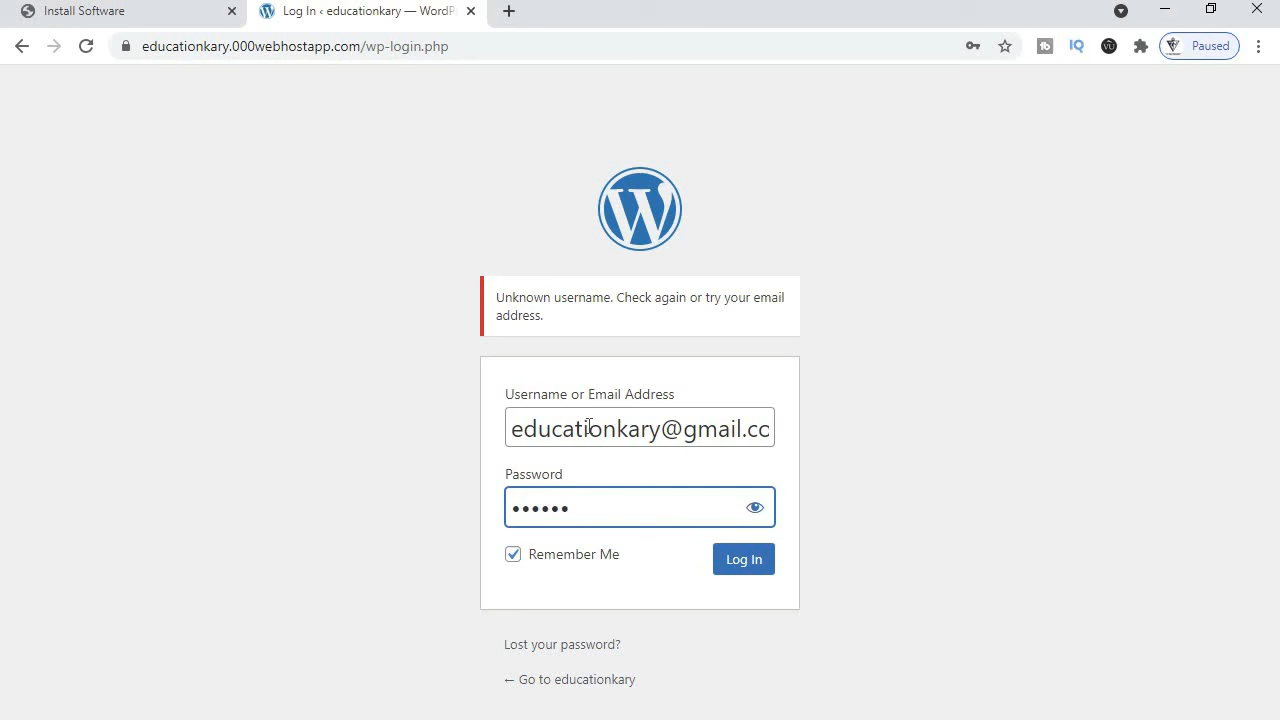 Install Software
Log In ‹ educationkary — WordP
educationkary.000webhostapp.com/wp-login.php
Paused
Unknown username. Check again or try your email
address.
Username or Email Address
educationkary@gmail.cc
Password
••••••
Remember Me
Log In
Lost your password?
← Go to educationkary